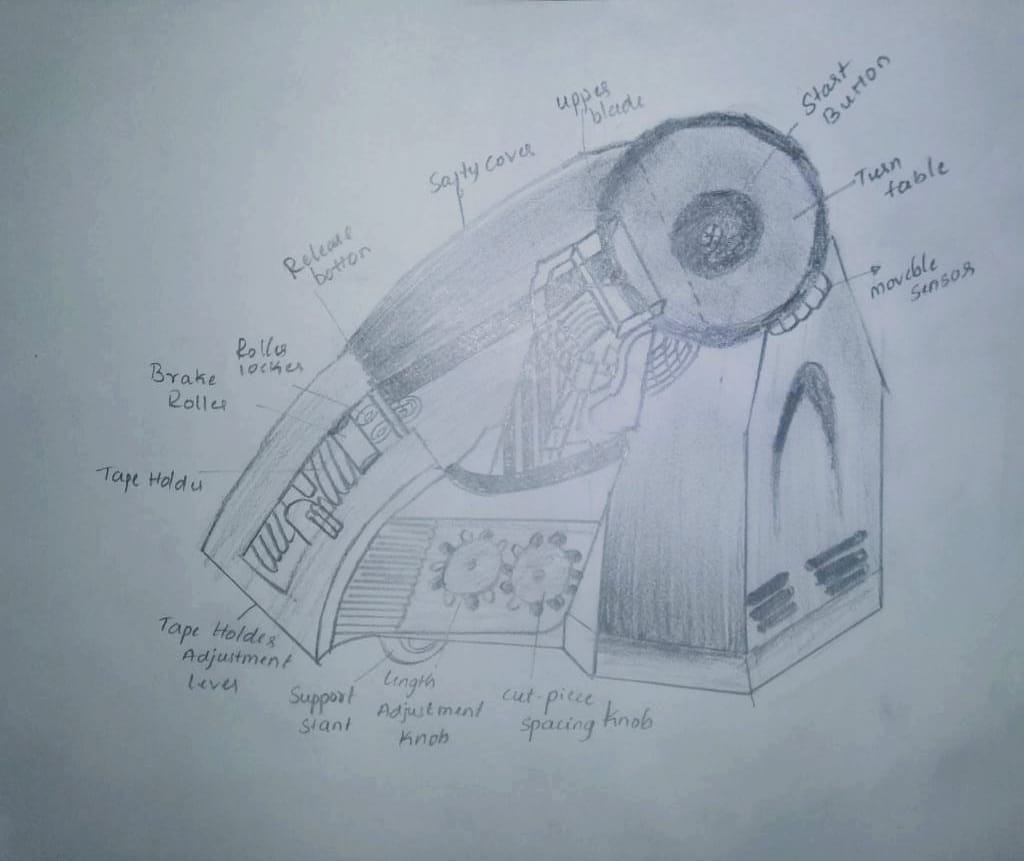 upper
blade
Start
Button
Safty cover
Turn
table
Release
botton
moveble
sensor
Roller
locker
Brake
Roller
Tape Holder
Tape Holder
Adjustment
lever
Support
Stant
length
Adjustment
Knob
cut-piece
spacing Knob